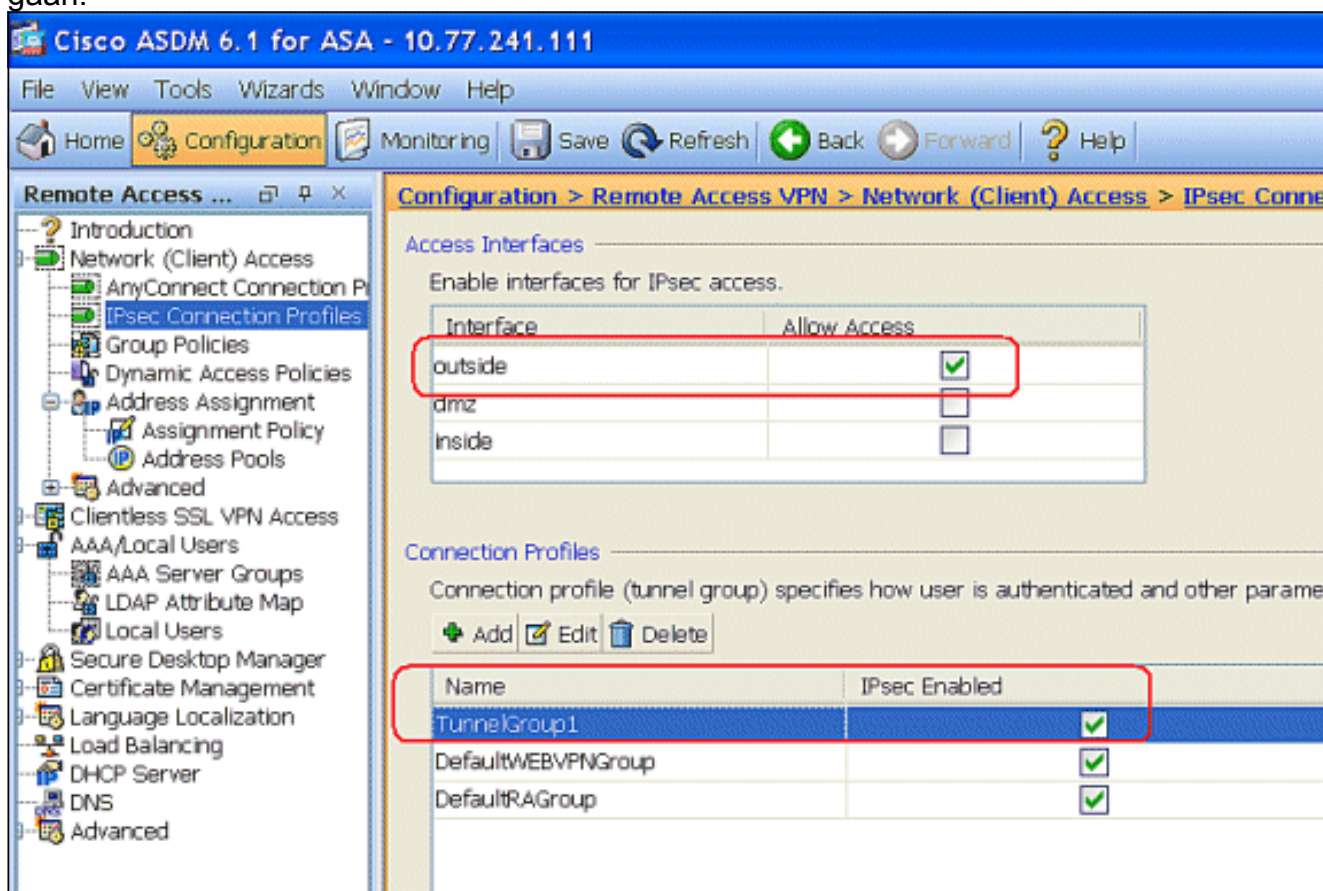 gaan.
Cisco ASDM 6.1 for ASA - 10.77.241.111
File View Tools Wizards Window Help
Home Configuration Monitoring Save Refresh Back Forward Help
Remote Access ...
Introduction
Network (Client) Access
AnyConnect Connection P
IPsec Connection Profiles
Group Policies
Dynamic Access Policies
Address Assignment
Assignment Policy
Address Pools
Advanced
Clientless SSL VPN Access
AAA/Local Users
AAA Server Groups
LDAP Attribute Map
Local Users
Secure Desktop Manager
Certificate Management
Language Localization
Load Balancing
DHCP Server
DNS
Advanced
Configuration > Remote Access VPN > Network (Client) Access > IPsec Conne
Access Interfaces
Enable interfaces for IPsec access.
Interface Allow Access
outside
dmz
inside
Connection Profiles
Connection profile (tunnel group) specifies how user is authenticated and other parame
Add Edit Delete
Name IPsec Enabled
TunnelGroup1
DefaultWEBVPNGroup
DefaultRAGroup